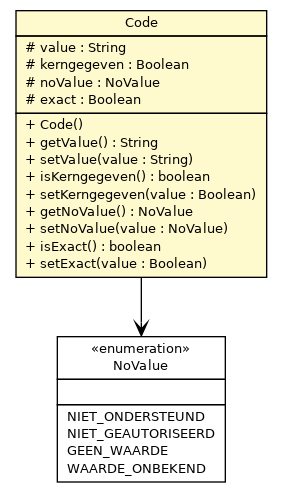 Code
# value : String
# kerngegeven : Boolean
# noValue : NoValue
# exact : Boolean
+ Code()
+ getValue() : String
+ setValue(value : String)
+ isKerngegeven() : boolean
+ setKerngegeven(value : Boolean)
+ getNoValue() : NoValue
+ setNoValue(value : NoValue)
+ isExact() : boolean
+ setExact(value : Boolean)
«enumeration»
NoValue
NIET_ONDERSTEUND
NIET_GEAUTORISEERD
GEEN_WAARDE
WAARDE_ONBEKEND